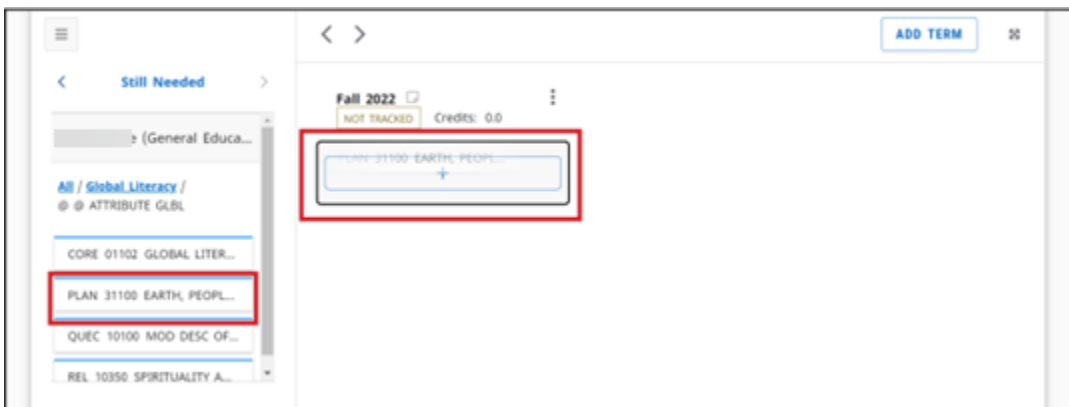 ADD TERM
Still Needed
e (General Educa...
All / Global Literacy /
@ @ ATTRIBUTE GLBL
CORE 01102 GLOBAL LITER...
PLAN 31100 EARTH, PEOPL...
QUEC 10100 MOD DESC OF...
REL 10350 SPIRITUALITY A...
Fall 2022
NOT TRACKED Credits: 0.0
PLAN 31100 EARTH, PEOPL...
+